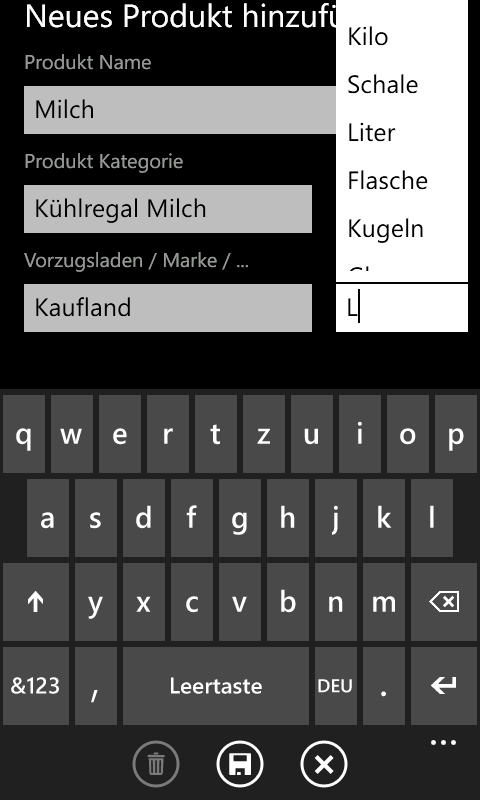 Neues Produkt hinzufü
Produkt Name
Milch
Produkt Kategorie
Kühlregal Milch
Vorzugsladen / Marke / ...
Kaufland
Kilo
Schale
Liter
Flasche
Kugeln
L
q w e r t z u i o p
a s d f g h j k l
y x c v b n m
&123 , Leertaste DEU .
...